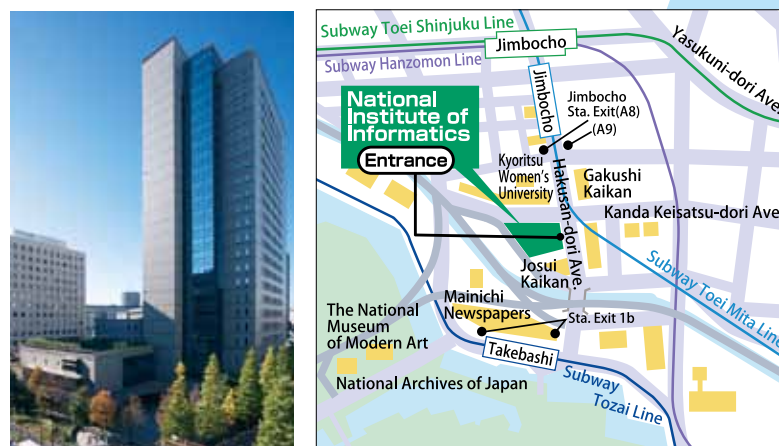 Subway Toei Shinjuku Line
Jimbocho
Subway Hanzomon Line
Yasukuni-dori Ave.
Jimbocho
National
Institute of
Informatics
Entrance
Jimbocho
Sta. Exit(A8)
(A9)
Kyoritsu
Women's
University
Hakusan-dori Ave.
Gakushi
Kaikan
Kanda Keisatsu-dori Ave.
Josui
Kaikan
Subway Toei Mita Line
Mainichi
Newspapers
Sta. Exit 1b
The National
Museum
of Modern Art
Takebashi
National Archives of Japan
Subway
Tozai Line